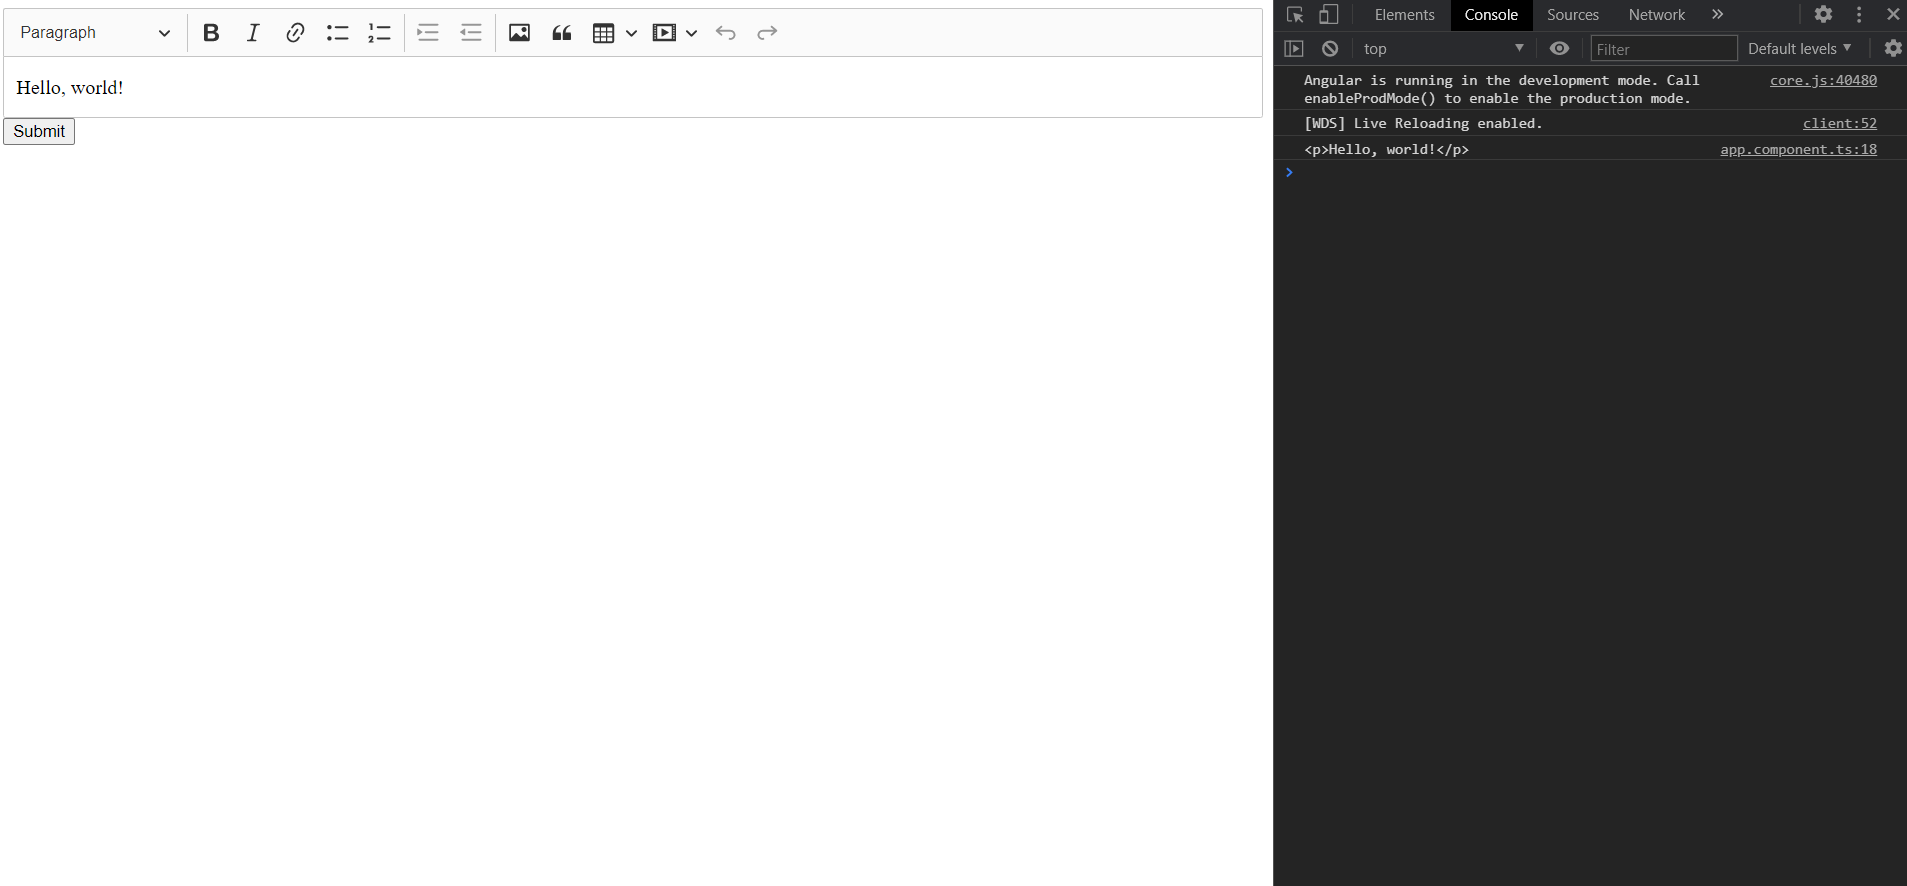 Paragraph
Hello, world!
Submit
Elements Console Sources Network
top Filter Default levels
Angular is running in the development mode. Call core.js:40480
enableProdMode() to enable the production mode.
[WDS] Live Reloading enabled. client:52
<p>Hello, world!</p> app.component.ts:18